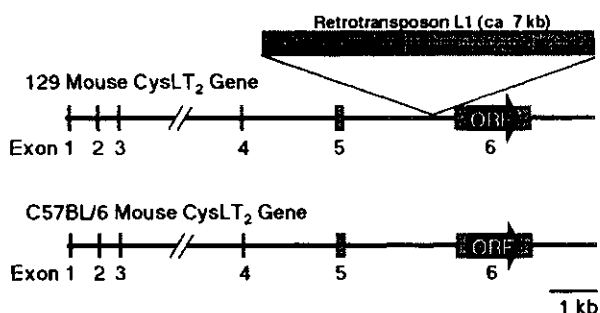 Retrotransposon L1 (ca 7 kb)
129 Mouse CysLT₂ Gene
ORF
Exon 1 2 3 4 5 6
C57BL/6 Mouse CysLT₂ Gene
ORF
Exon 1 2 3 4 5 6
1 kb